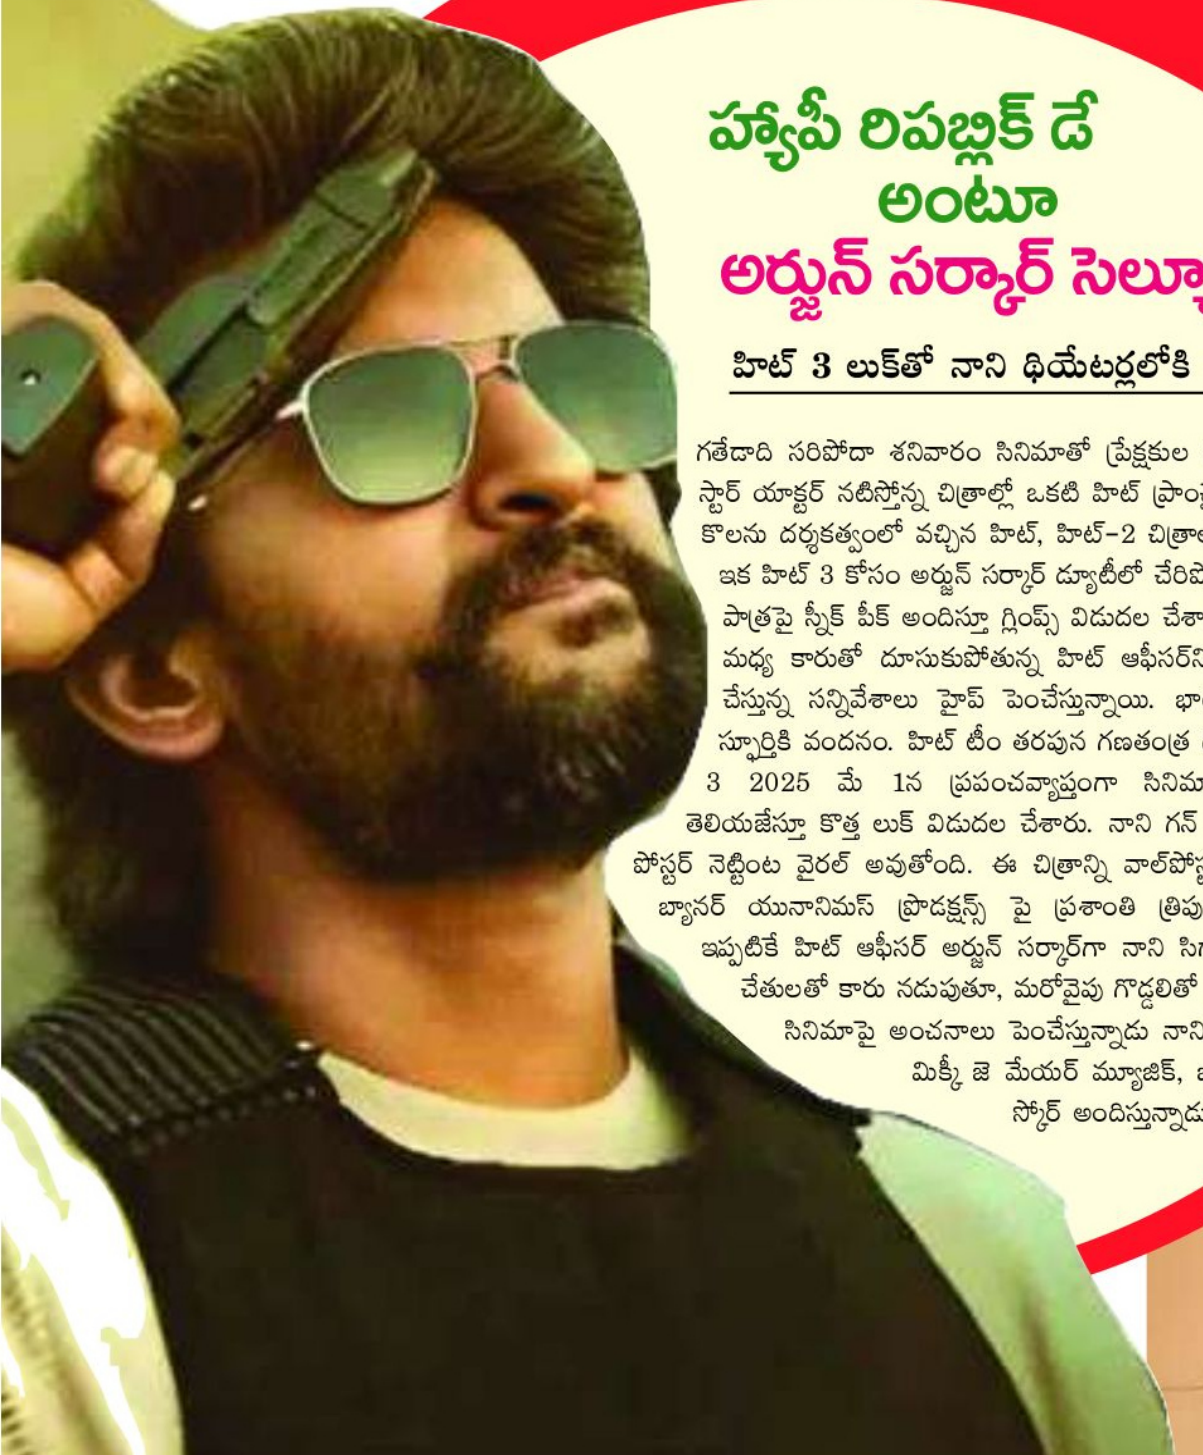 హ్యాపీ రిపబ్లిక్ డే
అంటూ
అర్జున్ సర్కార్
హిట్ 3 లుక్‌తో నాని థియేటర్లలోకి
గతేడాది సరిపోదా శనివారం సినిమాతో ప్రేక్షకుల
స్టార్ యాక్టర్ నటిస్తోన్న చిత్రాల్లో ఒకటి హిట్
కొలను దర్శకత్వంలో వచ్చిన హిట్, హిట్-2
ఇక హిట్ 3 కోసం అర్జున్ సర్కార్ డ్యూటీలో
పాత్రపై స్నీక్ పీక్ అందిస్తూ గ్లింప్స్ విడుదల
మధ్య కారుతో దూసుకుపోతున్న హిట్
చేస్తున్న సన్నివేశాలు హైప్ పెంచేస్తున్నాయి.
స్ఫూర్తికి వందనం. హిట్ టీం తరపున గణతంత్ర
3 2025 మే 1న ప్రపంచవ్యాప్తంగా
తెలియజేస్తూ కొత్త లుక్ విడుదల చేశారు. నాని గన్
పోస్టర్ నెట్టింట వైరల్ అవుతోంది. ఈ చిత్రాన్ని
బ్యానర్ యునానిమస్ ప్రొడక్షన్స్ పై ప్రశాంతి
ఇప్పటికే హిట్ ఆఫీసర్ అర్జున్ సర్కార్‌గా నాని
చేతులతో కారు నడుపుతూ, మరోవైపు గొడ్డలితో
సినిమాపై అంచనాలు పెంచేస్తున్నాడు నాని
మిక్కీ జె మేయర్ మ్యూజిక్,
స్కోర్ అందిస్తున్నాడు